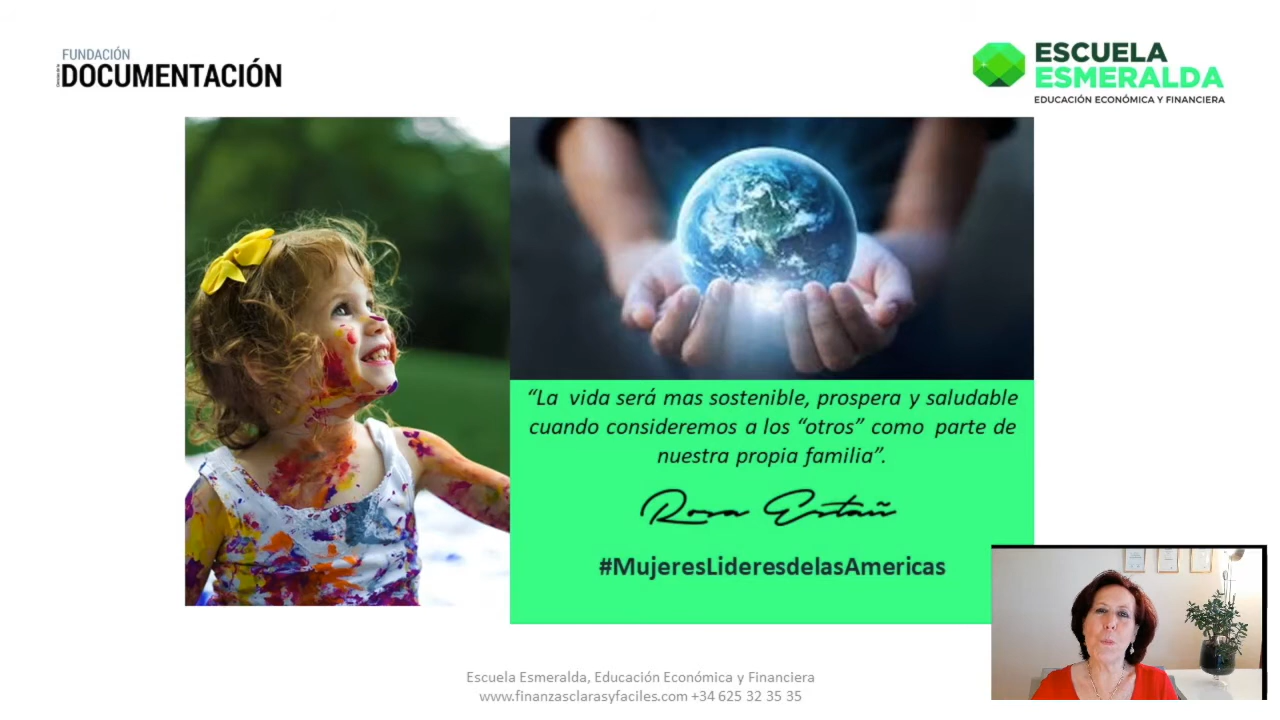 FUNDACIÓN
DOCUMENTACIÓN
ESCUELA
ESMERALDA
EDUCACIÓN ECONÓMICA Y FINANCIERA
“La vida será mas sostenible, prospera y saludable
cuando consideremos a los “otros” como parte de
nuestra propia familia”.
Rosa Estañ
#MujeresLideresdelasAmericas
Escuela Esmeralda, Educación Económica y Financiera
www.finanzasclarasyfaciles.com +34 625 32 35 35